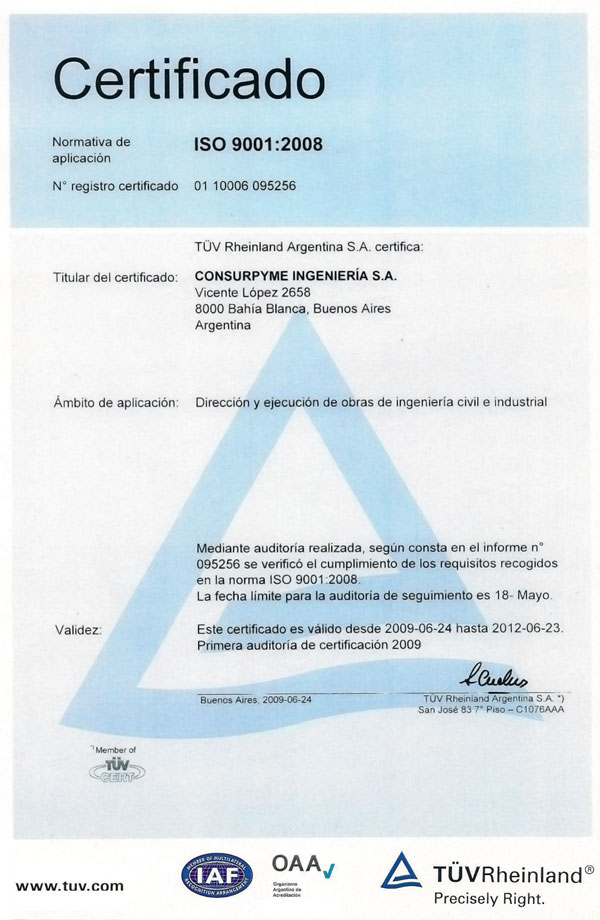 Certificado
Normativa de
aplicación
ISO 9001:2008
N° registro certificado 01 10006 095256
TÜV Rheinland Argentina S.A. certifica:
Titular del certificado: CONSURPYME INGENIERÍA S.A.
Vicente López 2658
8000 Bahía Blanca, Buenos Aires
Argentina
Ámbito de aplicación: Dirección y ejecución de obras de ingeniería civil e industrial
Mediante auditoría realizada, según consta en el informe n°
095256 se verificó el cumplimiento de los requisitos recogidos
en la norma ISO 9001:2008.
La fecha límite para la auditoría de seguimiento es 18- Mayo.
Validez: Este certificado es válido desde 2009-06-24 hasta 2012-06-23.
Primera auditoría de certificación 2009
Buenos Aires, 2009-06-24
TÜV Rheinland Argentina S.A. *)
San José 83 7° Piso – C1076AAA
*) Member of
TÜV
CERT
www.tuv.com
MEMBER OF MULTILATERAL
IAF
RECOGNITION ARRANGEMENT
OAA
Organismo
Argentino de
Acreditación
TÜVRheinland®
Precisely Right.